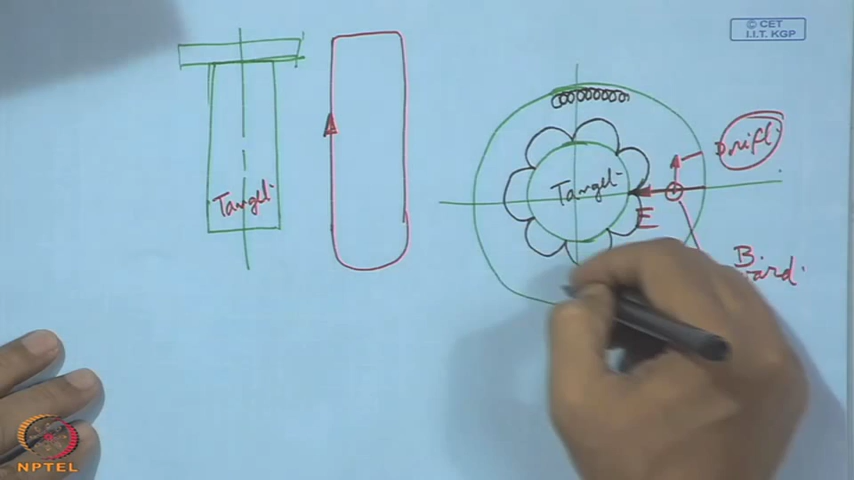 © CET
I.I.T. KGP
Target
Target
Drift
E
B
NPTEL